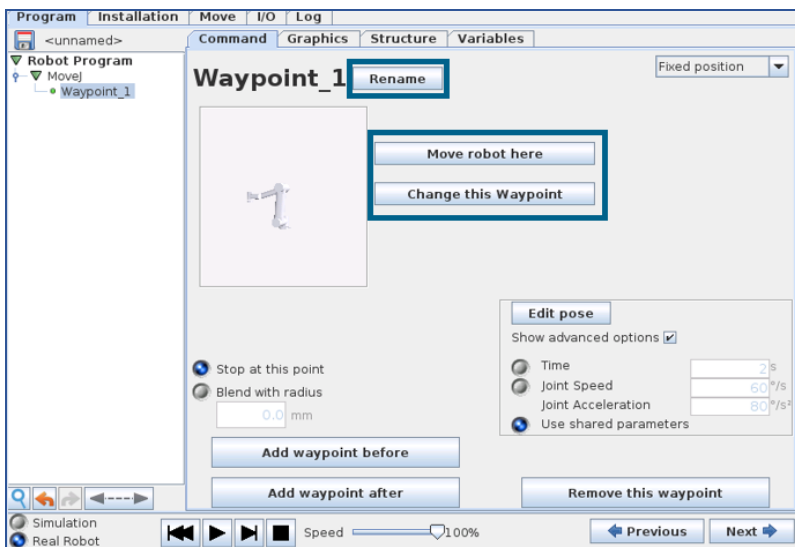 Program Installation Move I/O Log
<unnamed> Command Graphics Structure Variables
Robot Program
MoveJ
Waypoint_1
Waypoint_1 Rename Fixed position
Move robot here
Change this Waypoint
Edit pose
Show advanced options
Stop at this point
Blend with radius
0.0 mm
Time 2 s
Joint Speed 60 °/s
Joint Acceleration 80 °/s²
Use shared parameters
Add waypoint before
Add waypoint after Remove this waypoint
Simulation
Real Robot
Speed 100% Previous Next